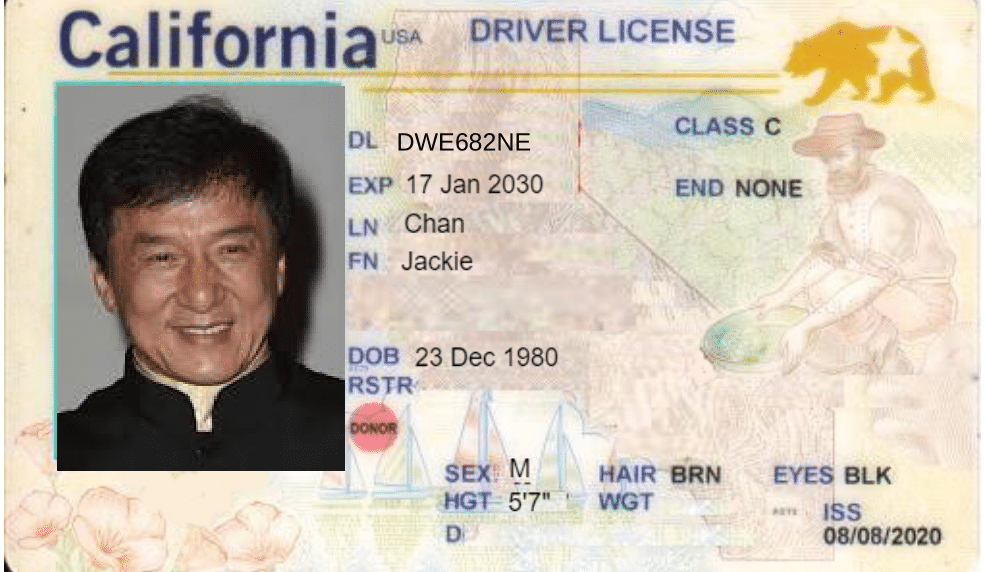 California USA DRIVER LICENSE
DL DWE682NE CLASS C
EXP 17 Jan 2030 END NONE
LN Chan
FN Jackie
DOB 23 Dec 1980
RSTR
DONOR
SEX: M HAIR BRN EYES BLK
HGT 5'7" WGT ISS
08/08/2020